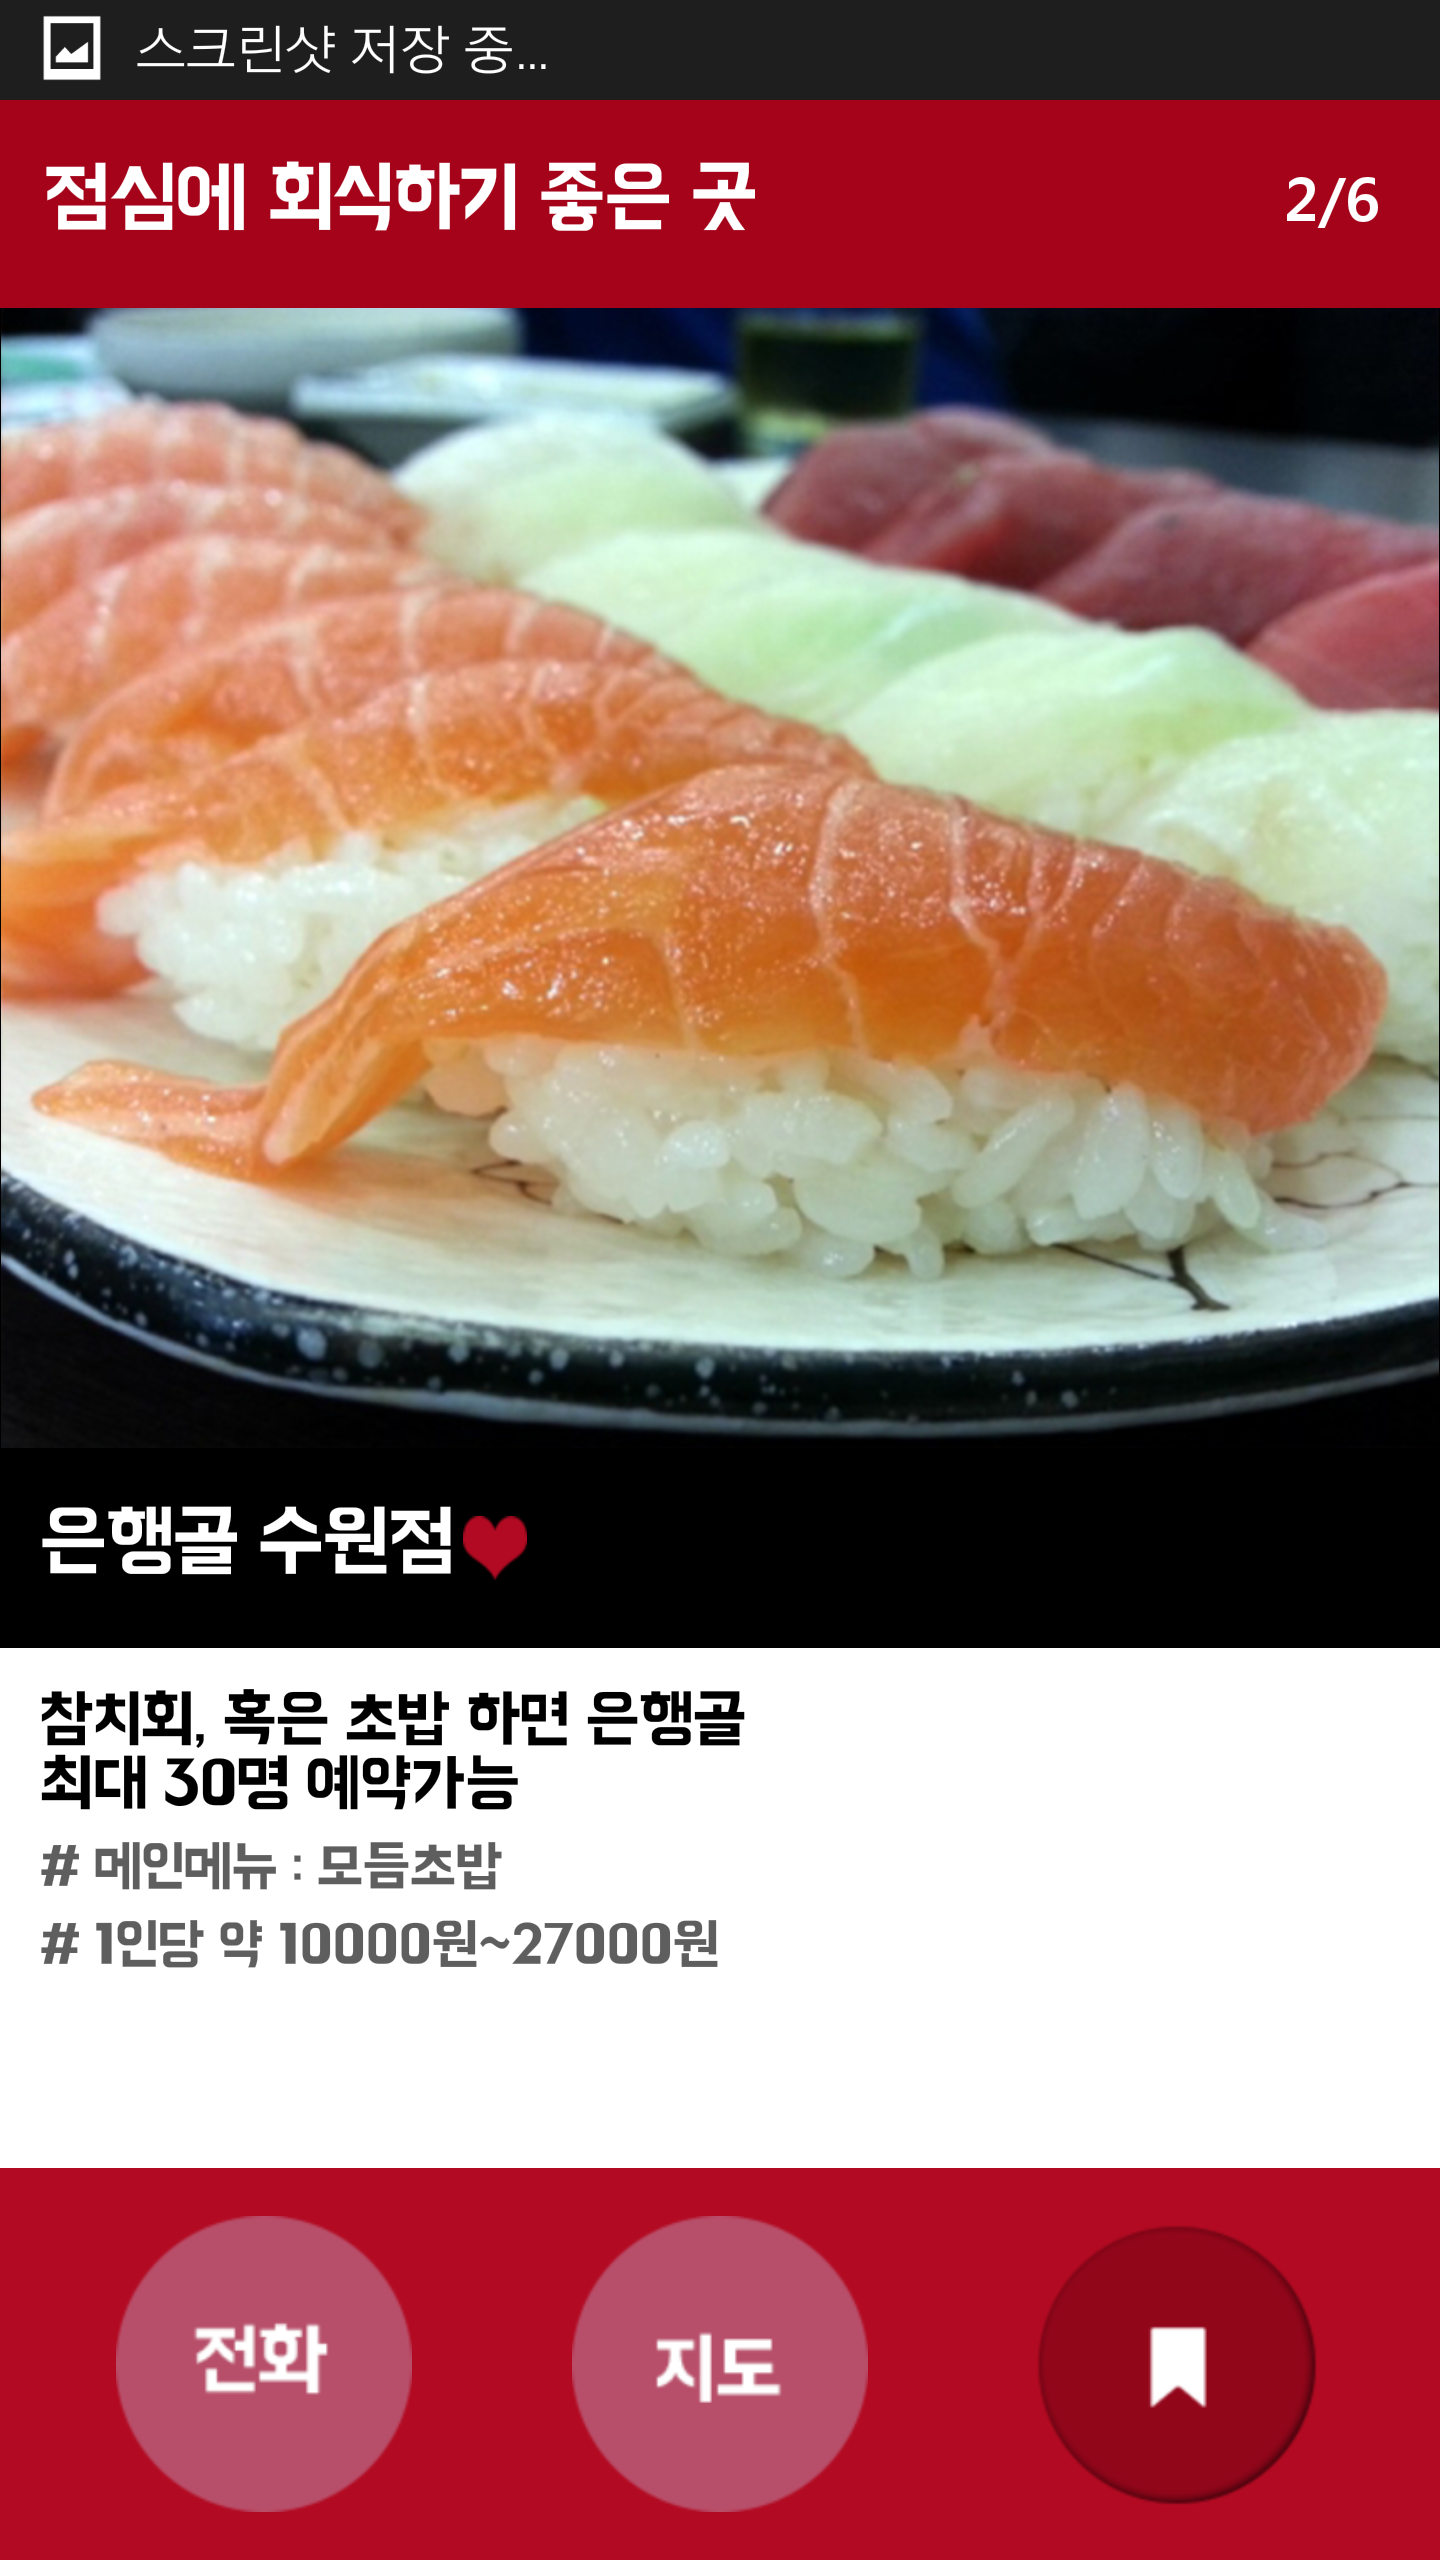 스크린샷 저장 중...
점심에 회식하기 좋은 곳
2/6
은행골 수원점
참치회, 혹은 초밥 하면 은행골
최대 30명 예약가능
# 메인메뉴 : 모듬초밥
# 1인당 약 10000원~27000원
전화
지도